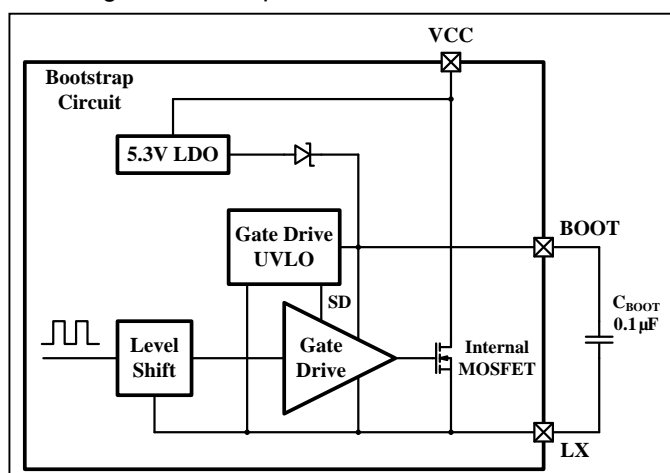 VCC
Bootstrap
Circuit
5.3V LDO
Gate Drive
UVLO
BOOT
SD
C_BOOT
0.1µF
Level
Shift
Gate
Drive
Internal
MOSFET
LX